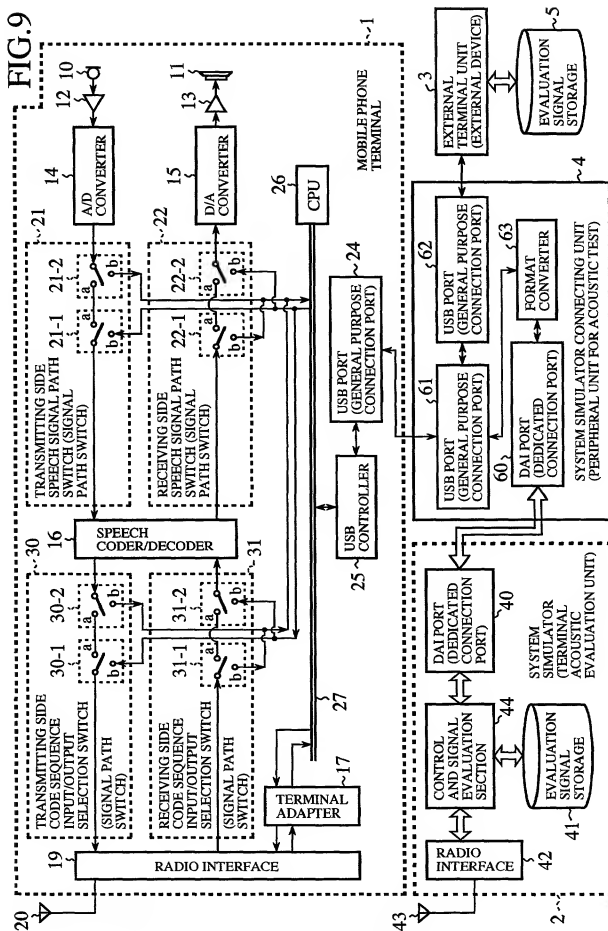 FIG.9
1
10
12
11
13
14
A/D
CONVERTER
15
D/A
CONVERTER
MOBILE PHONE
TERMINAL
21
21-1
21-2
a
a
b
b
TRANSMITTING SIDE
SPEECH SIGNAL PATH
SWITCH (SIGNAL
PATH SWITCH)
22
22-1
22-2
a
a
b
b
RECEIVING SIDE
SPEECH SIGNAL PATH
SWITCH (SIGNAL
PATH SWITCH)
26
CPU
24
USB PORT
(GENERAL PURPOSE
CONNECTION PORT)
16
SPEECH
CODER/DECODER
25
USB
CONTROLLER
30
30-1
30-2
a
a
b
b
TRANSMITTING SIDE
CODE SEQUENCE
INPUT/OUTPUT
SELECTION SWITCH
(SIGNAL PATH
SWITCH)
31
31-1
31-2
a
a
b
b
RECEIVING SIDE
CODE SEQUENCE
INPUT/OUTPUT
SELECTION SWITCH
(SIGNAL PATH
SWITCH)
27
17
TERMINAL
ADAPTER
19
RADIO INTERFACE
20
3
EXTERNAL
TERMINAL UNIT
(EXTERNAL DEVICE)
5
EVALUATION
SIGNAL
STORAGE
4
62
USB PORT
(GENERAL PURPOSE
CONNECTION PORT)
61
USB PORT
(GENERAL PURPOSE
CONNECTION PORT)
63
FORMAT
CONVERTER
60
DAI PORT
(DEDICATED
CONNECTION PORT)
SYSTEM SIMULATOR CONNECTING UNIT
(PERIPHERAL UNIT FOR ACOUSTIC TEST)
40
DAI PORT
(DEDICATED
CONNECTION
PORT)
SYSTEM
SIMULATOR
(TERMINAL
ACOUSTIC
EVALUATION UNIT)
44
CONTROL
AND SIGNAL
EVALUATION
SECTION
41
EVALUATION
SIGNAL
STORAGE
42
RADIO
INTERFACE
43
2